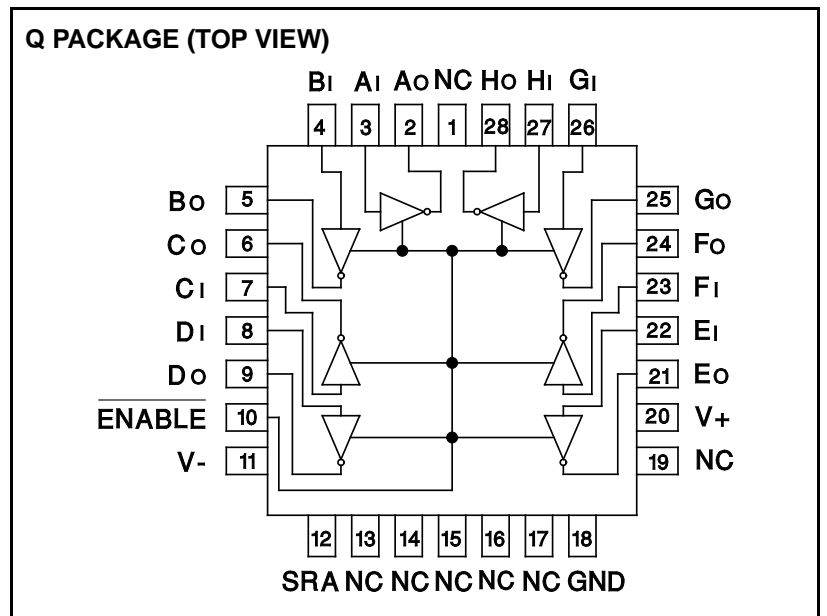 Q PACKAGE (TOP VIEW)
BI AI AO NC HO HI GI
4 3 2 1 28 27 26
BO 5 25 GO
CO 6 24 FO
CI 7 23 FI
DI 8 22 EI
DO 9 21 EO
ENABLE 10 20 V+
V- 11 19 NC
12 13 14 15 16 17 18
SRA NC NC NC NC NC GND